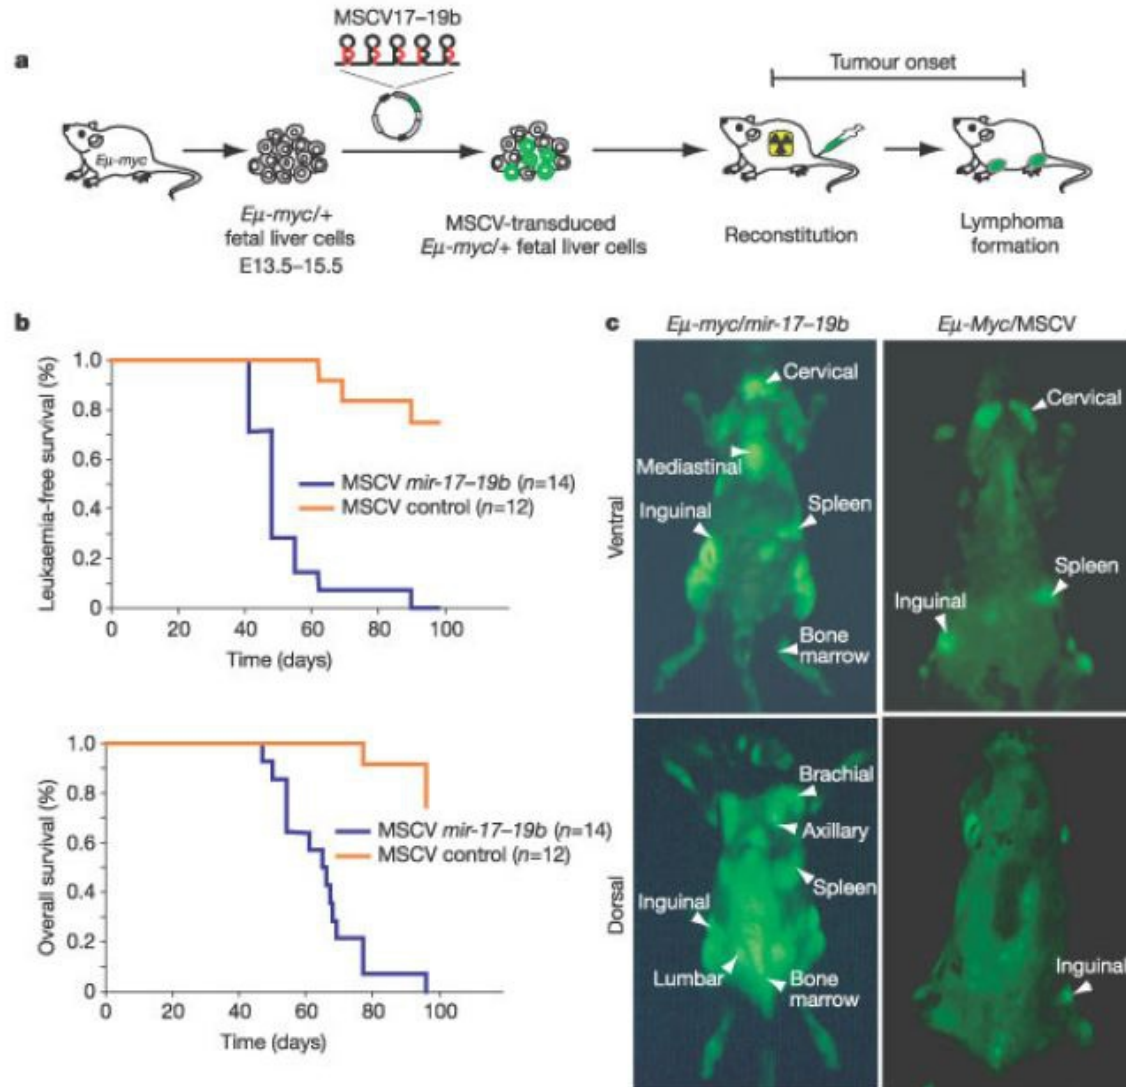 a
MSCV17–19b
Tumour onset
Eμ-myc
Eμ-myc/+
fetal liver cells
E13.5–15.5
MSCV-transduced
Eμ-myc/+ fetal liver cells
Reconstitution
Lymphoma
formation
b
Leukaemia-free survival (%)
1.0
0.8
0.6
0.4
0.2
0
MSCV mir-17–19b (n=14)
MSCV control (n=12)
0 20 40 60 80 100
Time (days)
Overall survival (%)
1.0
0.8
0.6
0.4
0.2
0
MSCV mir-17–19b (n=14)
MSCV control (n=12)
0 20 40 60 80 100
Time (days)
c
Eμ-myc/mir-17–19b
Eμ-Myc/MSCV
Ventral
Cervical
Mediastinal
Inguinal
Spleen
Bone
marrow
Cervical
Spleen
Inguinal
Dorsal
Brachial
Axillary
Spleen
Inguinal
Lumbar
Bone
marrow
Inguinal